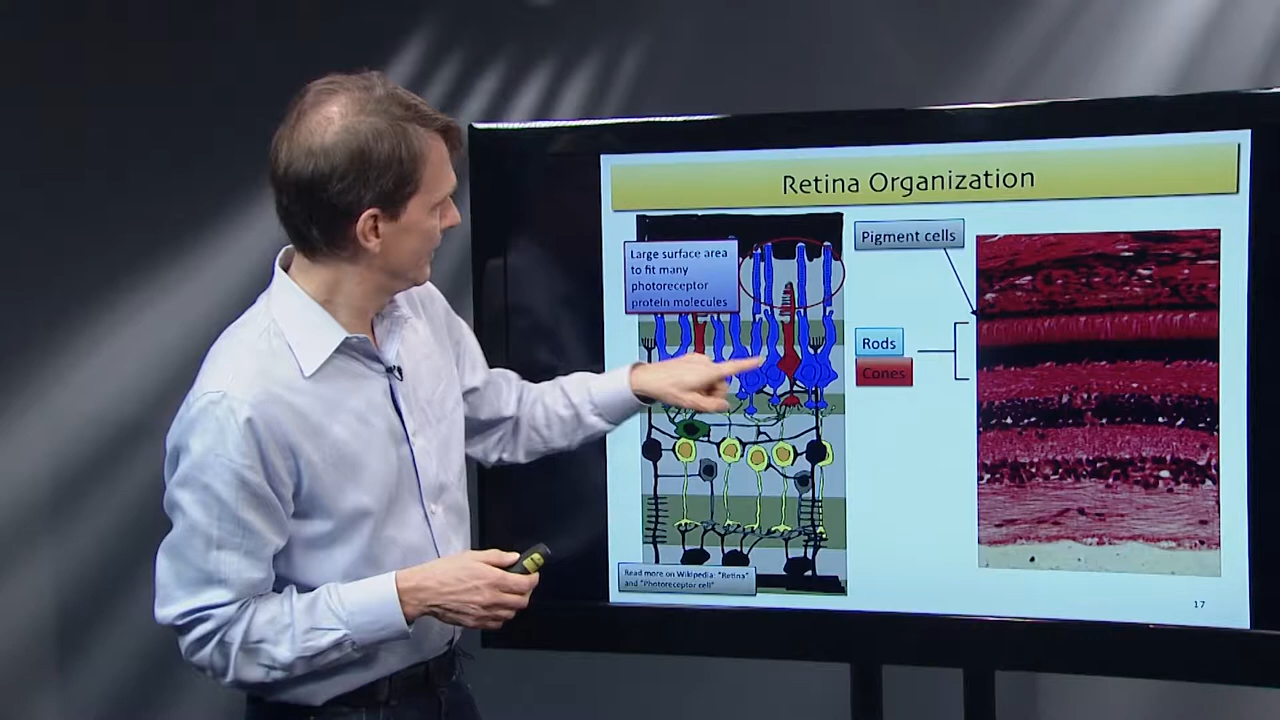 Retina Organization
Large surface area
to fit many
photoreceptor
protein molecules
Pigment cells
Rods
Cones
Read more on Wikipedia: "Retina"
and "Photoreceptor cell"
17